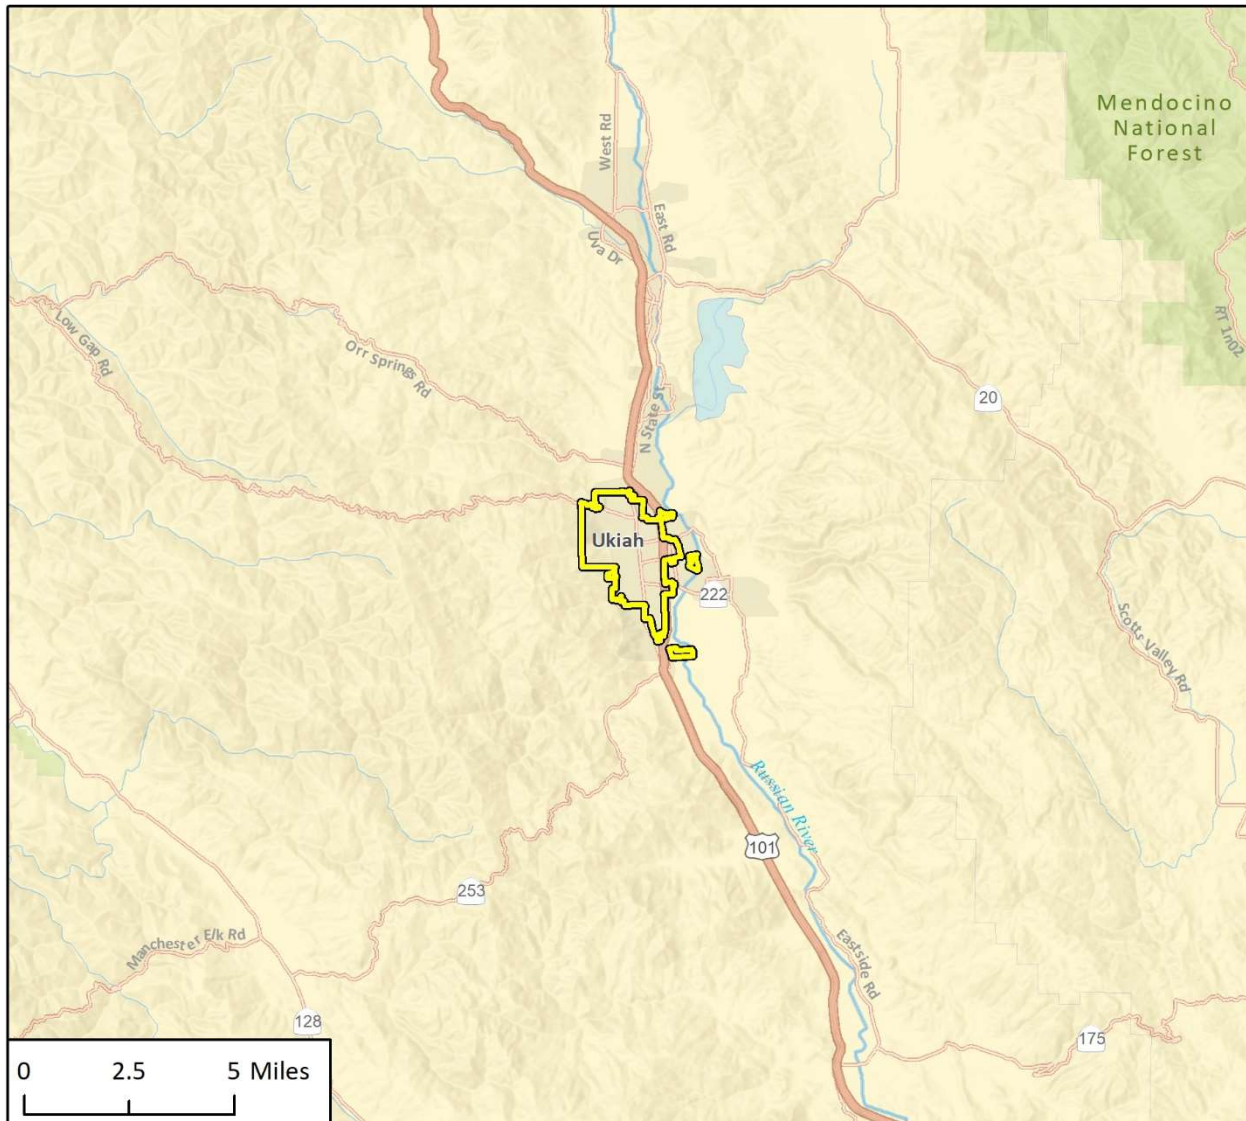 Mendocino
National
Forest
West Rd
East Rd
Uva Dr
RT 1n02
Low Gap Rd
Orr Springs Rd
20
N State St
Ukiah
222
Scotts Valley Rd
Russian River
101
253
Manchester Elk Rd
Eastside Rd
128
175
0 2.5 5 Miles